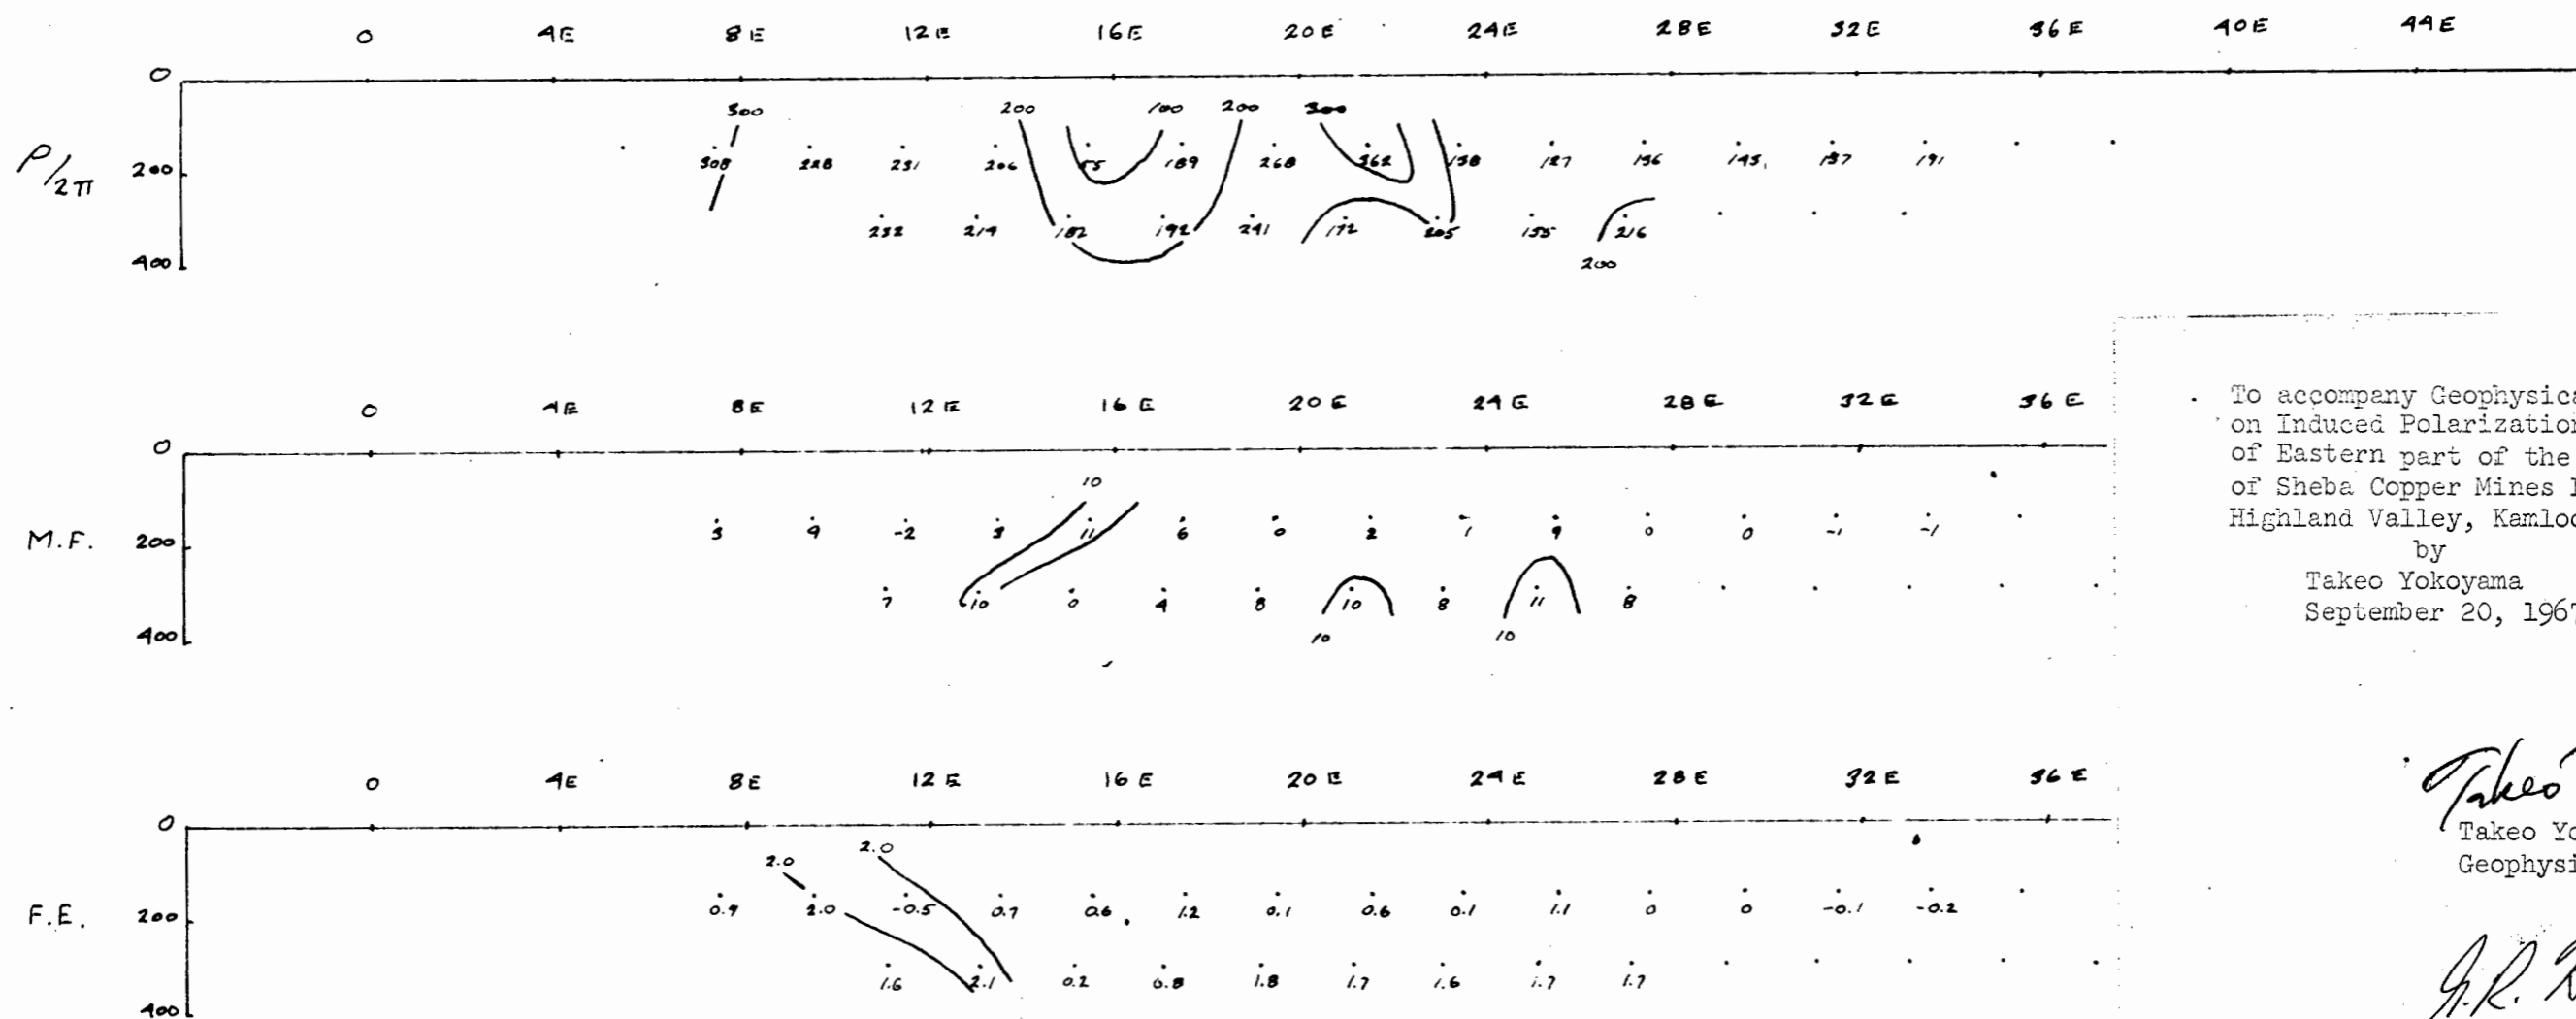 0 4E 8E 12E 16E 20E 24E 28E 32E 36E 40E 44E
0
300 200 100 200 300
ρ/2π 200
308 228 231 206 55 189 268 362 138 127 136 143 137 191
232 214 182 192 241 172 205 155 216
400
200
0 4E 8E 12E 16E 20E 24E 28E 32E 36E
0
10
M.F. 200
3 9 -2 3 11 6 0 2 1 9 0 0 -1 -1
7 10 0 4 8 10 8 11 8
400
10 10
To accompany Geophysica
on Induced Polarization
of Eastern part of the
of Sheba Copper Mines
Highland Valley, Kamloo
by
Takeo Yokoyama
September 20, 1967
0 4E 8E 12E 16E 20E 24E 28E 32E 36E
0
2.0 2.0
F.E. 200
0.9 2.0 -0.5 0.7 0.6 1.2 0.1 0.6 0.1 1.1 0 0 -0.1 -0.2
1.6 2.1 0.2 0.8 1.8 1.7 1.6 1.7 1.7
400
Takeo
Takeo Yo
Geophysi